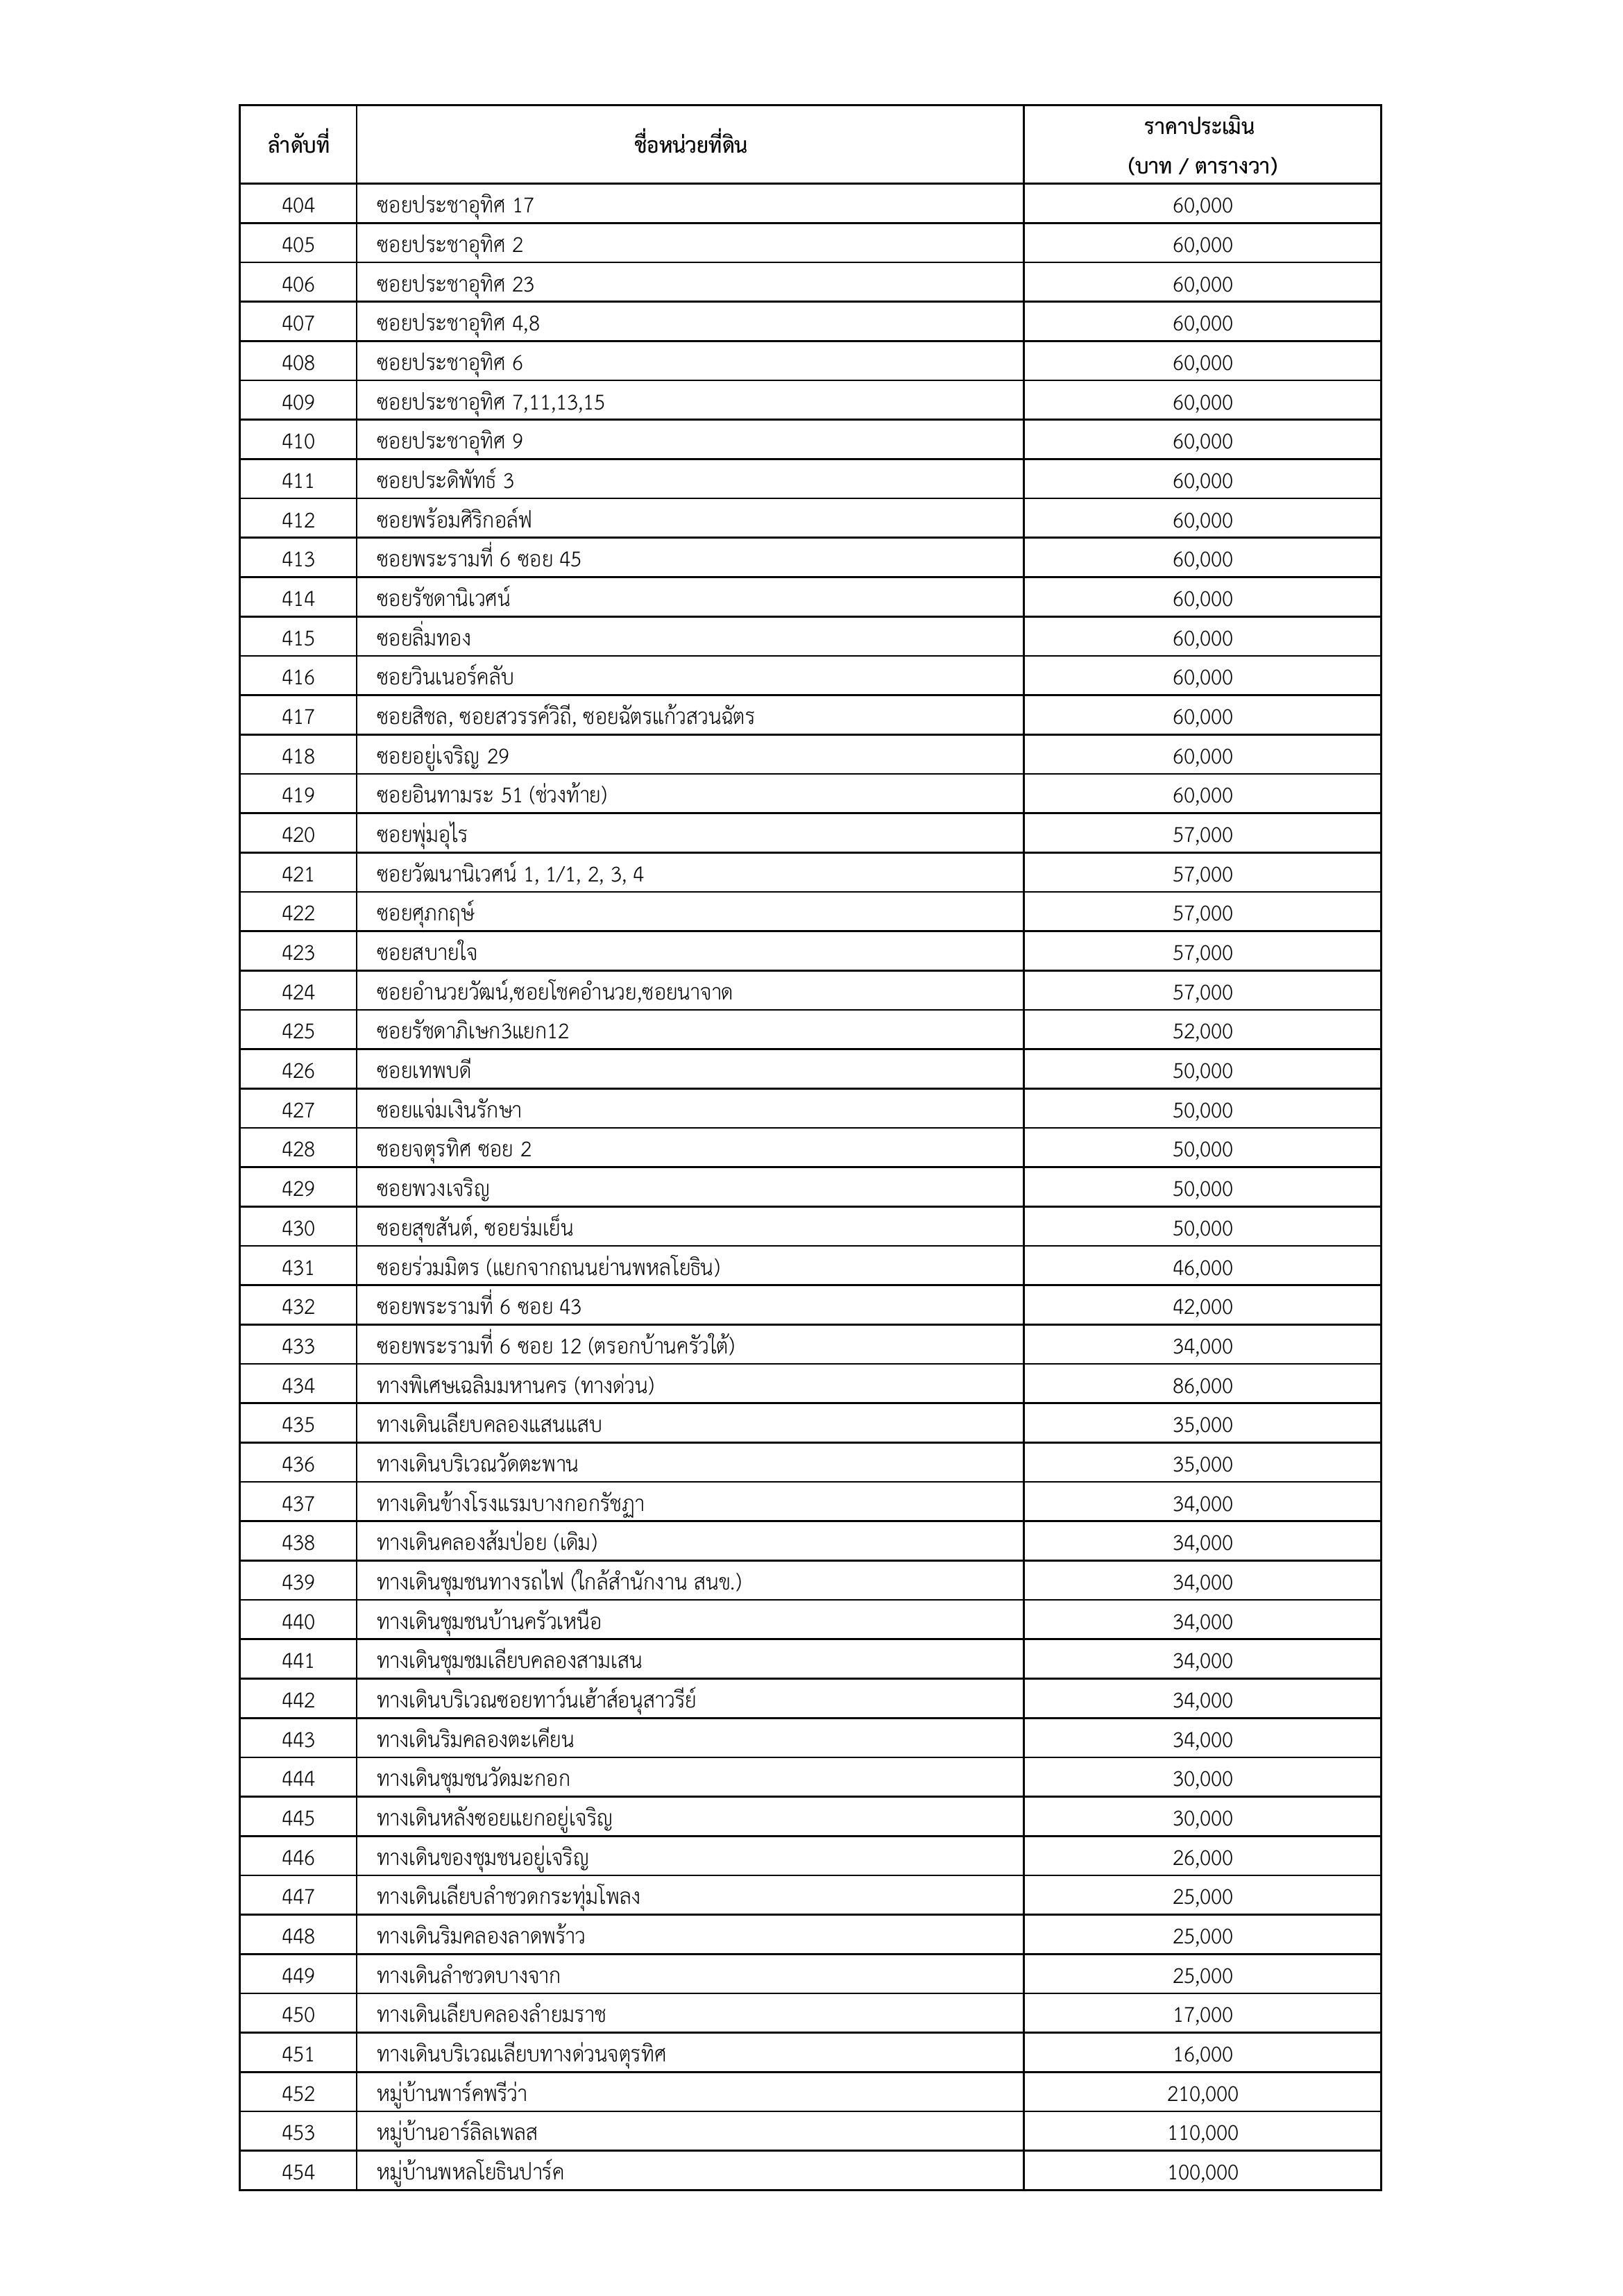 ลำดับที่ ชื่อหน่วยที่ดิน ราคาประเมิน
(บาท / ตารางวา)
404 ซอยประชาอุทิศ 17 60,000
405 ซอยประชาอุทิศ 2 60,000
406 ซอยประชาอุทิศ 23 60,000
407 ซอยประชาอุทิศ 4,8 60,000
408 ซอยประชาอุทิศ 6 60,000
409 ซอยประชาอุทิศ 7,11,13,15 60,000
410 ซอยประชาอุทิศ 9 60,000
411 ซอยประดิพัทธ์ 3 60,000
412 ซอยพร้อมศิริกอล์ฟ 60,000
413 ซอยพระรามที่ 6 ซอย 45 60,000
414 ซอยรัชดานิเวศน์ 60,000
415 ซอยลิ่มทอง 60,000
416 ซอยวินเนอร์คลับ 60,000
417 ซอยสิชล, ซอยสวรรค์วิถี, ซอยฉัตรแก้วสวนฉัตร 60,000
418 ซอยอยู่เจริญ 29 60,000
419 ซอยอินทามระ 51 (ช่วงท้าย) 60,000
420 ซอยพุ่มอุไร 57,000
421 ซอยวัฒนานิเวศน์ 1, 1/1, 2, 3, 4 57,000
422 ซอยศุภกฤษ์ 57,000
423 ซอยสบายใจ 57,000
424 ซอยอำนวยวัฒน์,ซอยโชคอำนวย,ซอยนาจาด 57,000
425 ซอยรัชดาภิเษก3แยก12 52,000
426 ซอยเทพบดี 50,000
427 ซอยแจ่มเงินรักษา 50,000
428 ซอยจตุรทิศ ซอย 2 50,000
429 ซอยพวงเจริญ 50,000
430 ซอยสุขสันต์, ซอยร่มเย็น 50,000
431 ซอยร่วมมิตร (แยกจากถนนย่านพหลโยธิน) 46,000
432 ซอยพระรามที่ 6 ซอย 43 42,000
433 ซอยพระรามที่ 6 ซอย 12 (ตรอกบ้านครัวใต้) 34,000
434 ทางพิเศษเฉลิมมหานคร (ทางด่วน) 86,000
435 ทางเดินเลียบคลองแสนแสบ 35,000
436 ทางเดินบริเวณวัดตะพาน 35,000
437 ทางเดินข้างโรงแรมบางกอกรัชฏา 34,000
438 ทางเดินคลองส้มป่อย (เดิม) 34,000
439 ทางเดินชุมชนทางรถไฟ (ใกล้สำนักงาน สนข.) 34,000
440 ทางเดินชุมชนบ้านครัวเหนือ 34,000
441 ทางเดินชุมชมเลียบคลองสามเสน 34,000
442 ทางเดินบริเวณซอยทาว์นเฮ้าส์อนุสาวรีย์ 34,000
443 ทางเดินริมคลองตะเคียน 34,000
444 ทางเดินชุมชนวัดมะกอก 30,000
445 ทางเดินหลังซอยแยกอยู่เจริญ 30,000
446 ทางเดินของชุมชนอยู่เจริญ 26,000
447 ทางเดินเลียบลำชวดกระทุ่มโพลง 25,000
448 ทางเดินริมคลองลาดพร้าว 25,000
449 ทางเดินลำชวดบางจาก 25,000
450 ทางเดินเลียบคลองลำยมราช 17,000
451 ทางเดินบริเวณเลียบทางด่วนจตุรทิศ 16,000
452 หมู่บ้านพาร์คพรีว่า 210,000
453 หมู่บ้านอาร์ลิลเพลส 110,000
454 หมู่บ้านพหลโยธินปาร์ค 100,000